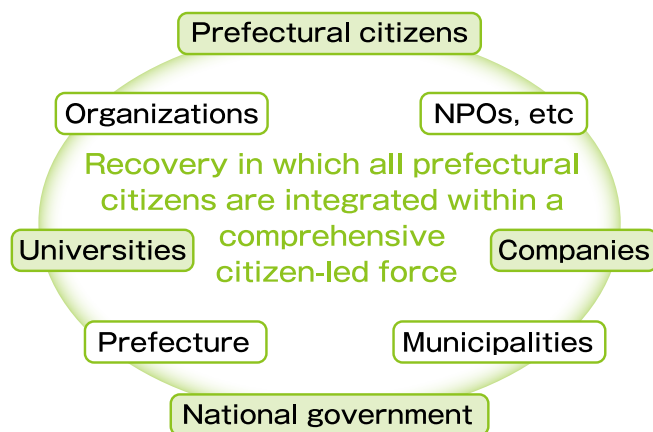 Prefectural citizens
Organizations
NPOs, etc
Recovery in which all prefectural
citizens are integrated within a
comprehensive
citizen-led force
Universities
Companies
Prefecture
Municipalities
National government